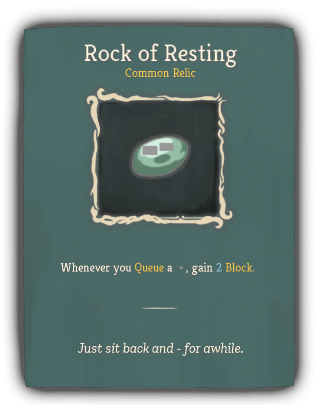 Rock of Resting
Common Relic
Whenever you Queue a -, gain 2 Block.
Just sit back and - for awhile.